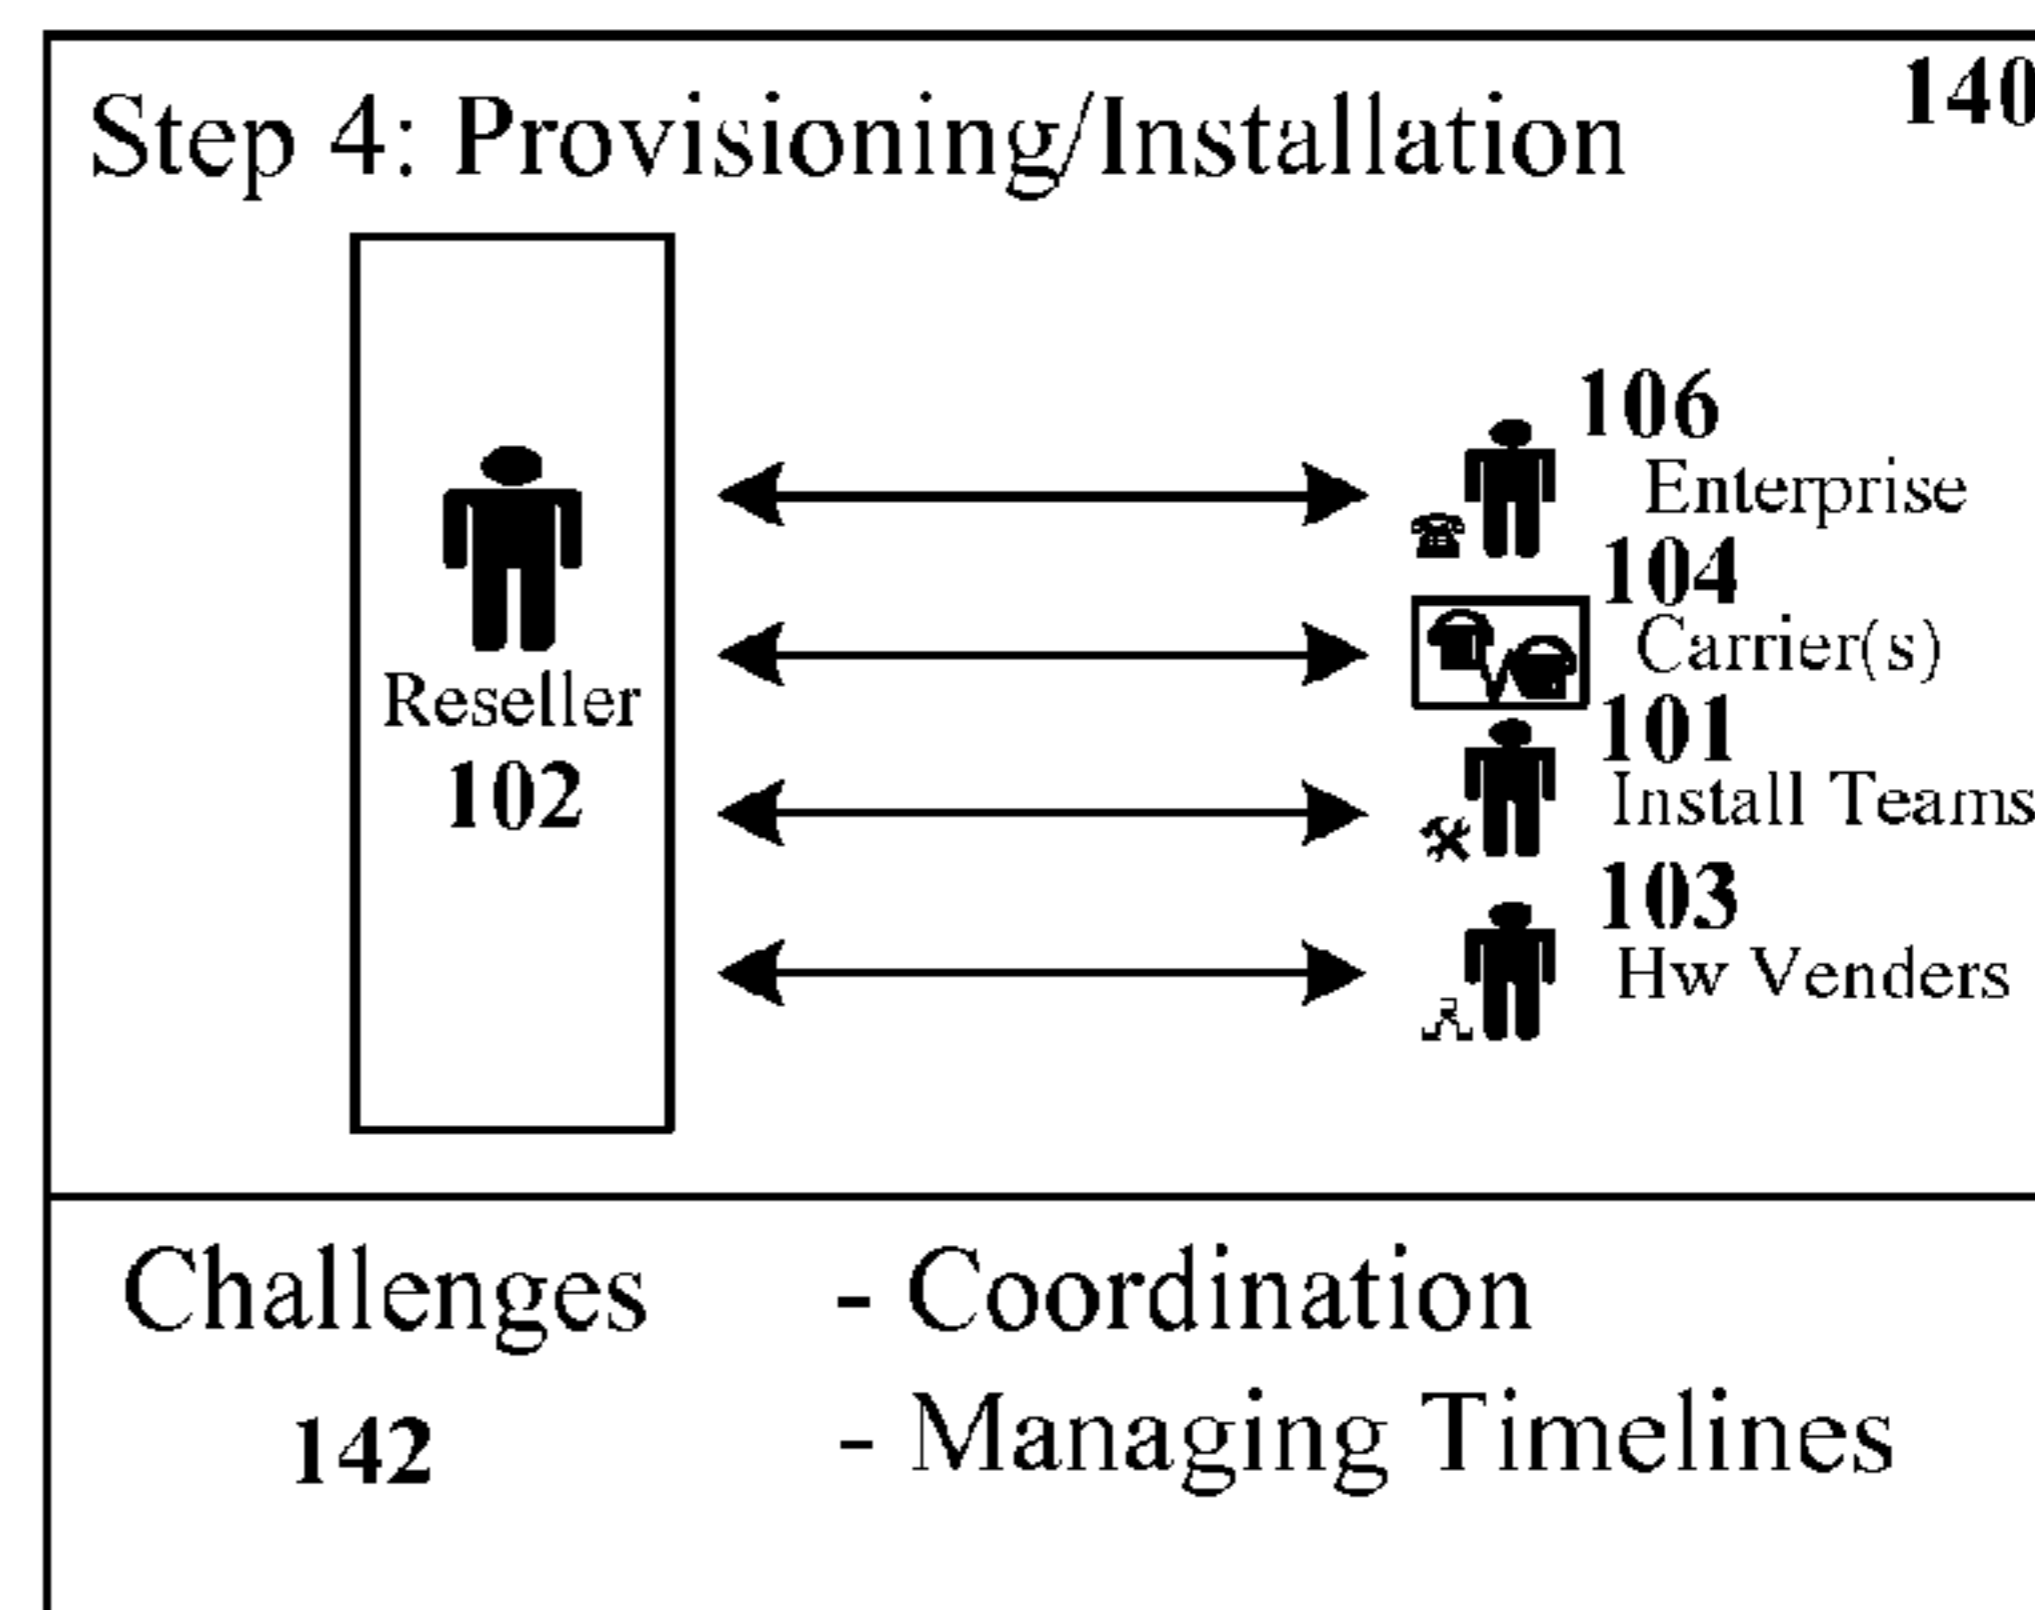 140
Step 4: Provisioning/Installation
106
Enterprise
104
Carrier(s)
Reseller
102
101
Install Teams
103
Hw Venders
Challenges
142
- Coordination
- Managing Timelines